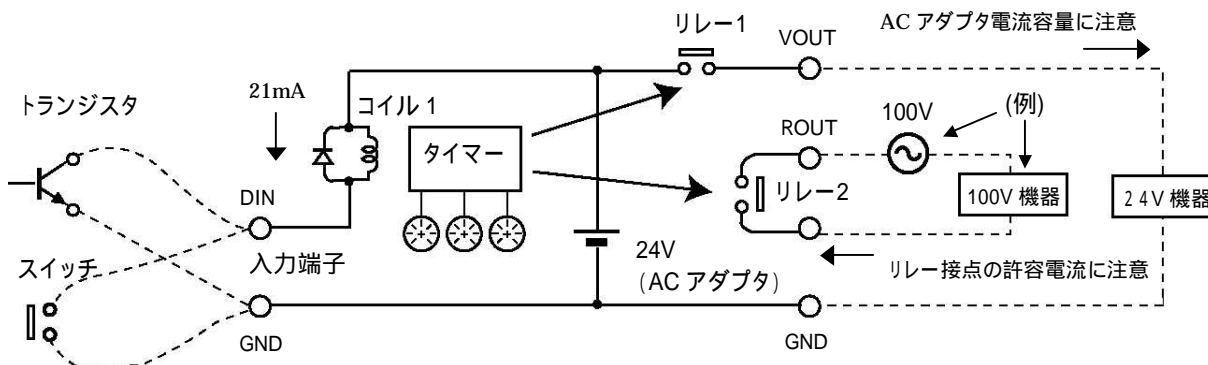 リレー1
VOUT
ACアダプタ電流容量に注意
トランジスタ
21mA
コイル 1
タイマー
ROUT
100V
(例)
リレー2
100V 機器
24V 機器
DIN
入力端子
スイッチ
24V
(AC アダプタ)
リレー接点の許容電流に注意
GND
GND